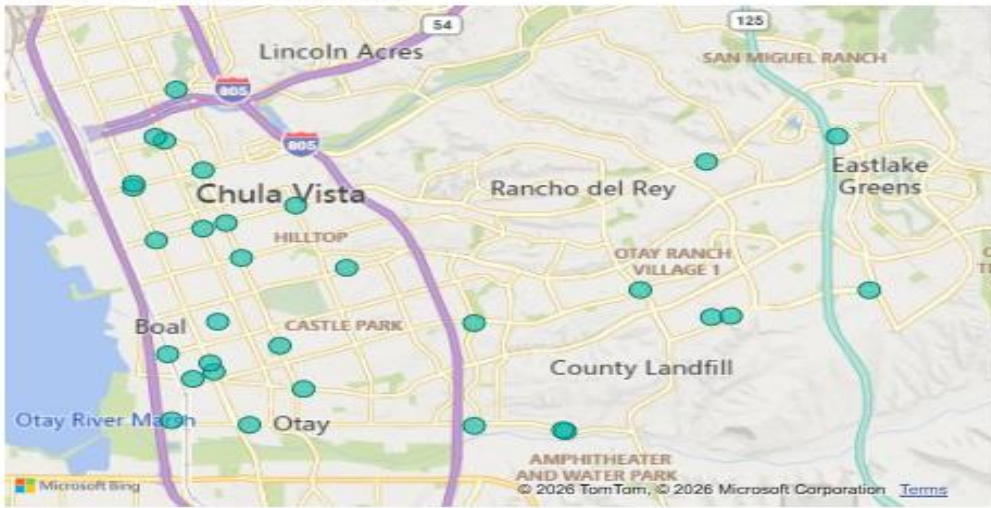 54
125
Lincoln Acres
SAN MIGUEL RANCH
805
805
Eastlake
Greens
Chula Vista
Rancho del Rey
HILLTOP
OTAY RANCH
VILLAGE 1
Boal
CASTLE PARK
County Landfill
Otay River Marsh
Otay
AMPHITHEATER
AND WATER PARK
Microsoft Bing
© 2026 TomTom, © 2026 Microsoft Corporation Terms